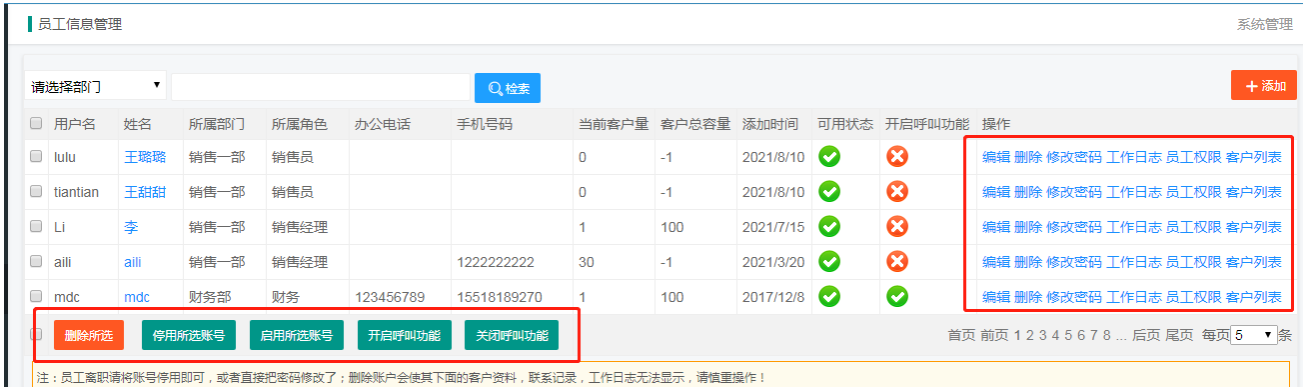 员工信息管理 系统管理
请选择部门 检索 添加
用户名 姓名 所属部门 所属角色 办公电话 手机号码 当前客户量 客户总容量 添加时间 可用状态 开启呼叫功能 操作
lulu 王璐璐 销售一部 销售员 0 -1 2021/8/10 编辑 删除 修改密码 工作日志 员工权限 客户列表
tiantian 王甜甜 销售一部 销售员 0 -1 2021/8/10 编辑 删除 修改密码 工作日志 员工权限 客户列表
Li 李 销售一部 销售经理 1 100 2021/7/15 编辑 删除 修改密码 工作日志 员工权限 客户列表
aili aili 销售一部 销售经理 1222222222 30 -1 2021/3/20 编辑 删除 修改密码 工作日志 员工权限 客户列表
mdc mdc 财务部 财务 123456789 15518189270 1 100 2017/12/8 编辑 删除 修改密码 工作日志 员工权限 客户列表
删除所选 停用所选账号 启用所选账号 开启呼叫功能 关闭呼叫功能 首页 前页 1 2 3 4 5 6 7 8 ... 后页 尾页 每页 5 条
注：员工离职请将账号停用即可，或者直接把密码修改了；删除账户会使其下面的客户资料，联系记录，工作日志无法显示，请慎重操作！